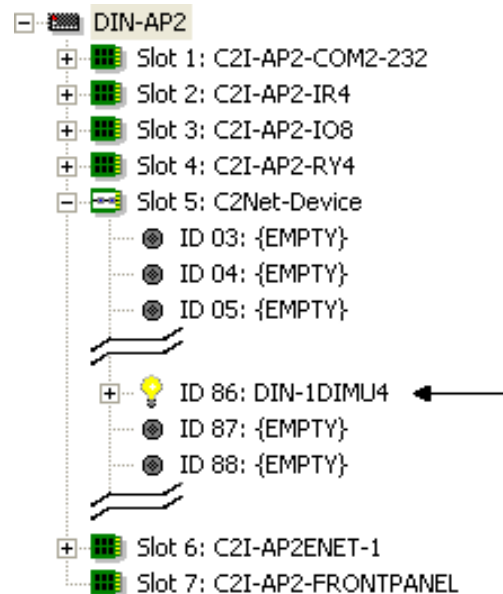 DIN-AP2
Slot 1: C2I-AP2-COM2-232
Slot 2: C2I-AP2-IR4
Slot 3: C2I-AP2-IO8
Slot 4: C2I-AP2-RY4
Slot 5: C2Net-Device
ID 03: {EMPTY}
ID 04: {EMPTY}
ID 05: {EMPTY}
ID 86: DIN-1DIMU4
ID 87: {EMPTY}
ID 88: {EMPTY}
Slot 6: C2I-AP2ENET-1
Slot 7: C2I-AP2-FRONTPANEL